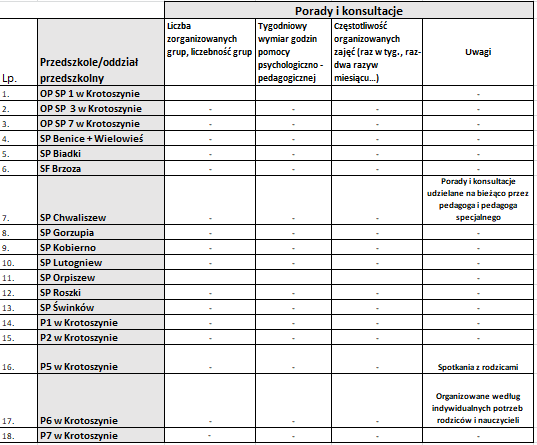 Porady i konsultacje
Lp. Przedszkole/oddział przedszkolny Liczba zorganizowanych grup, liczebność grup Tygodniowy wymiar godzin pomocy psychologiczno - pedagogicznej Częstotliwość organizowanych zajęć (raz w tyg., raz-dwa razyw miesiącu...) Uwagi
1. OP SP 1 w Krotoszynie -
2. OP SP 3 w Krotoszynie - - - -
3. OP SP 7 w Krotoszynie - - - -
4. SP Benice + Wielowieś - - - -
5. SP Biadki - - - -
6. SF Brzoza - - - -
7. SP Chwaliszew - - - Porady i konsultacje udzielane na bieżąco przez pedagoga i pedagoga specjalnego
8. SP Gorzupia - - - -
9. SP Kobierno - - - -
10. SP Lutogniew - - - -
11. SP Orpiszew -
12. SP Roszki - - - -
13. SP Świnków - - - -
14. P1 w Krotoszynie - - - -
15. P2 w Krotoszynie - - - -
16. P5 w Krotoszynie - - - Spotkania z rodzicami
17. P6 w Krotoszynie - - - Organizowane według indywidualnych potrzeb rodziców i nauczycieli
18. P7 w Krotoszynie - - - -